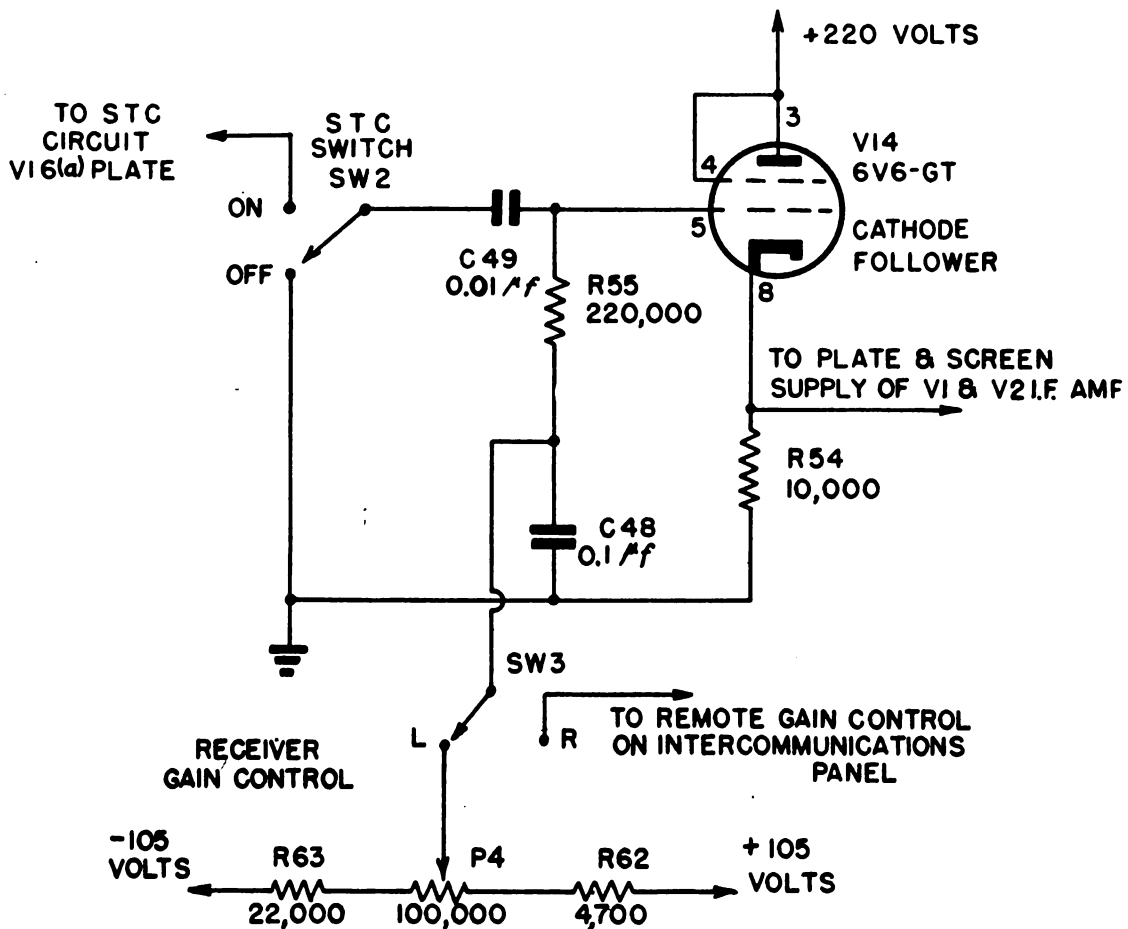 +220 VOLTS
TO STC
CIRCUIT
V16(a) PLATE
STC
SWITCH
SW2
ON
OFF
C49
0.01 μf
R55
220,000
3
4
5
8
V14
6V6-GT
CATHODE
FOLLOWER
TO PLATE & SCREEN
SUPPLY OF V1 & V2 I.F. AMP
R54
10,000
C48
0.1 μf
SW3
L
R
TO REMOTE GAIN CONTROL
ON INTERCOMMUNICATIONS
PANEL
RECEIVER
GAIN CONTROL
-105
VOLTS
R63
22,000
P4
100,000
R62
4,700
+105
VOLTS